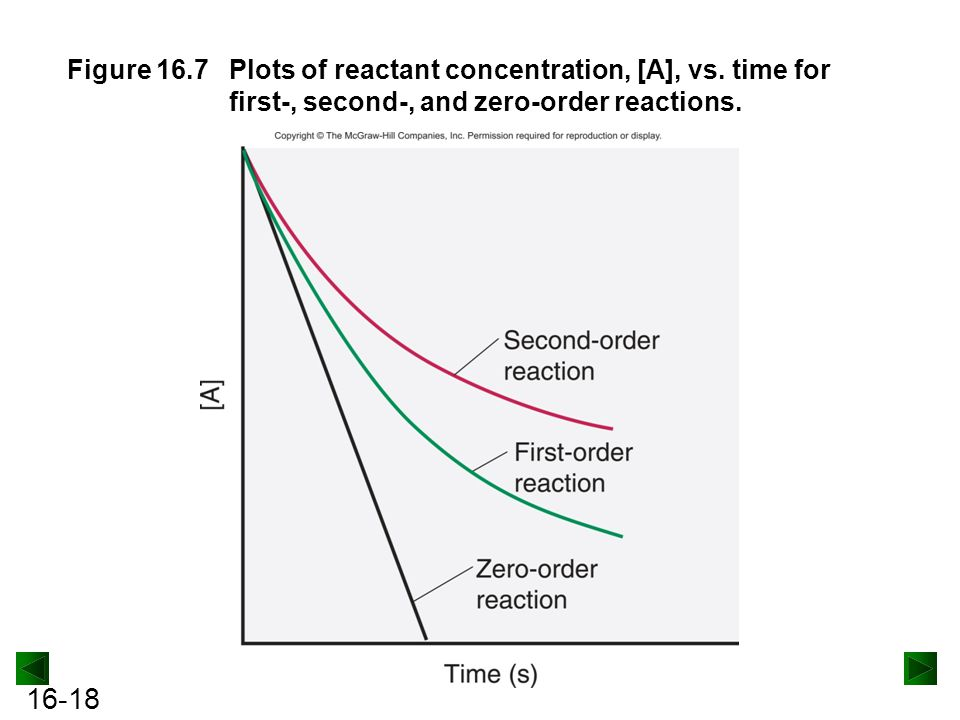 Figure 16.7 Plots of reactant concentration, [A], vs. time for
first-, second-, and zero-order reactions.
Copyright © The McGraw-Hill Companies, Inc. Permission required for reproduction or display.
[A]
Second-order
reaction
First-order
reaction
Zero-order
reaction
Time (s)
16-18